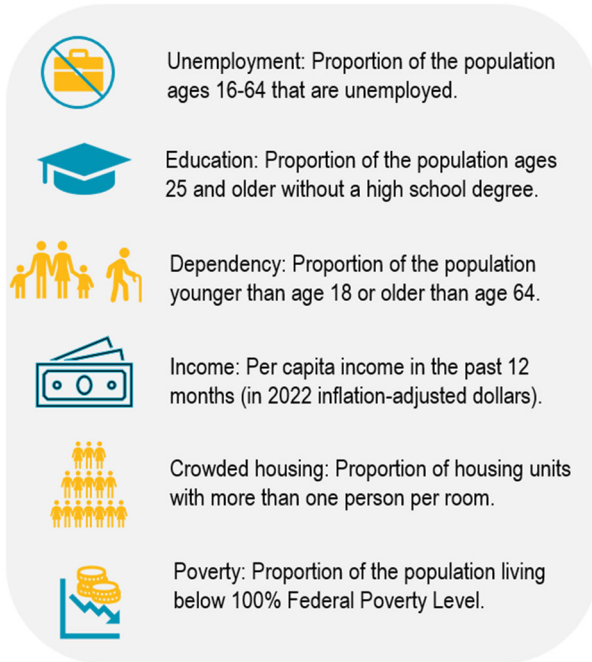 Unemployment: Proportion of the population
ages 16-64 that are unemployed.
Education: Proportion of the population ages
25 and older without a high school degree.
Dependency: Proportion of the population
younger than age 18 or older than age 64.
Income: Per capita income in the past 12
months (in 2022 inflation-adjusted dollars).
Crowded housing: Proportion of housing units
with more than one person per room.
Poverty: Proportion of the population living
below 100% Federal Poverty Level.